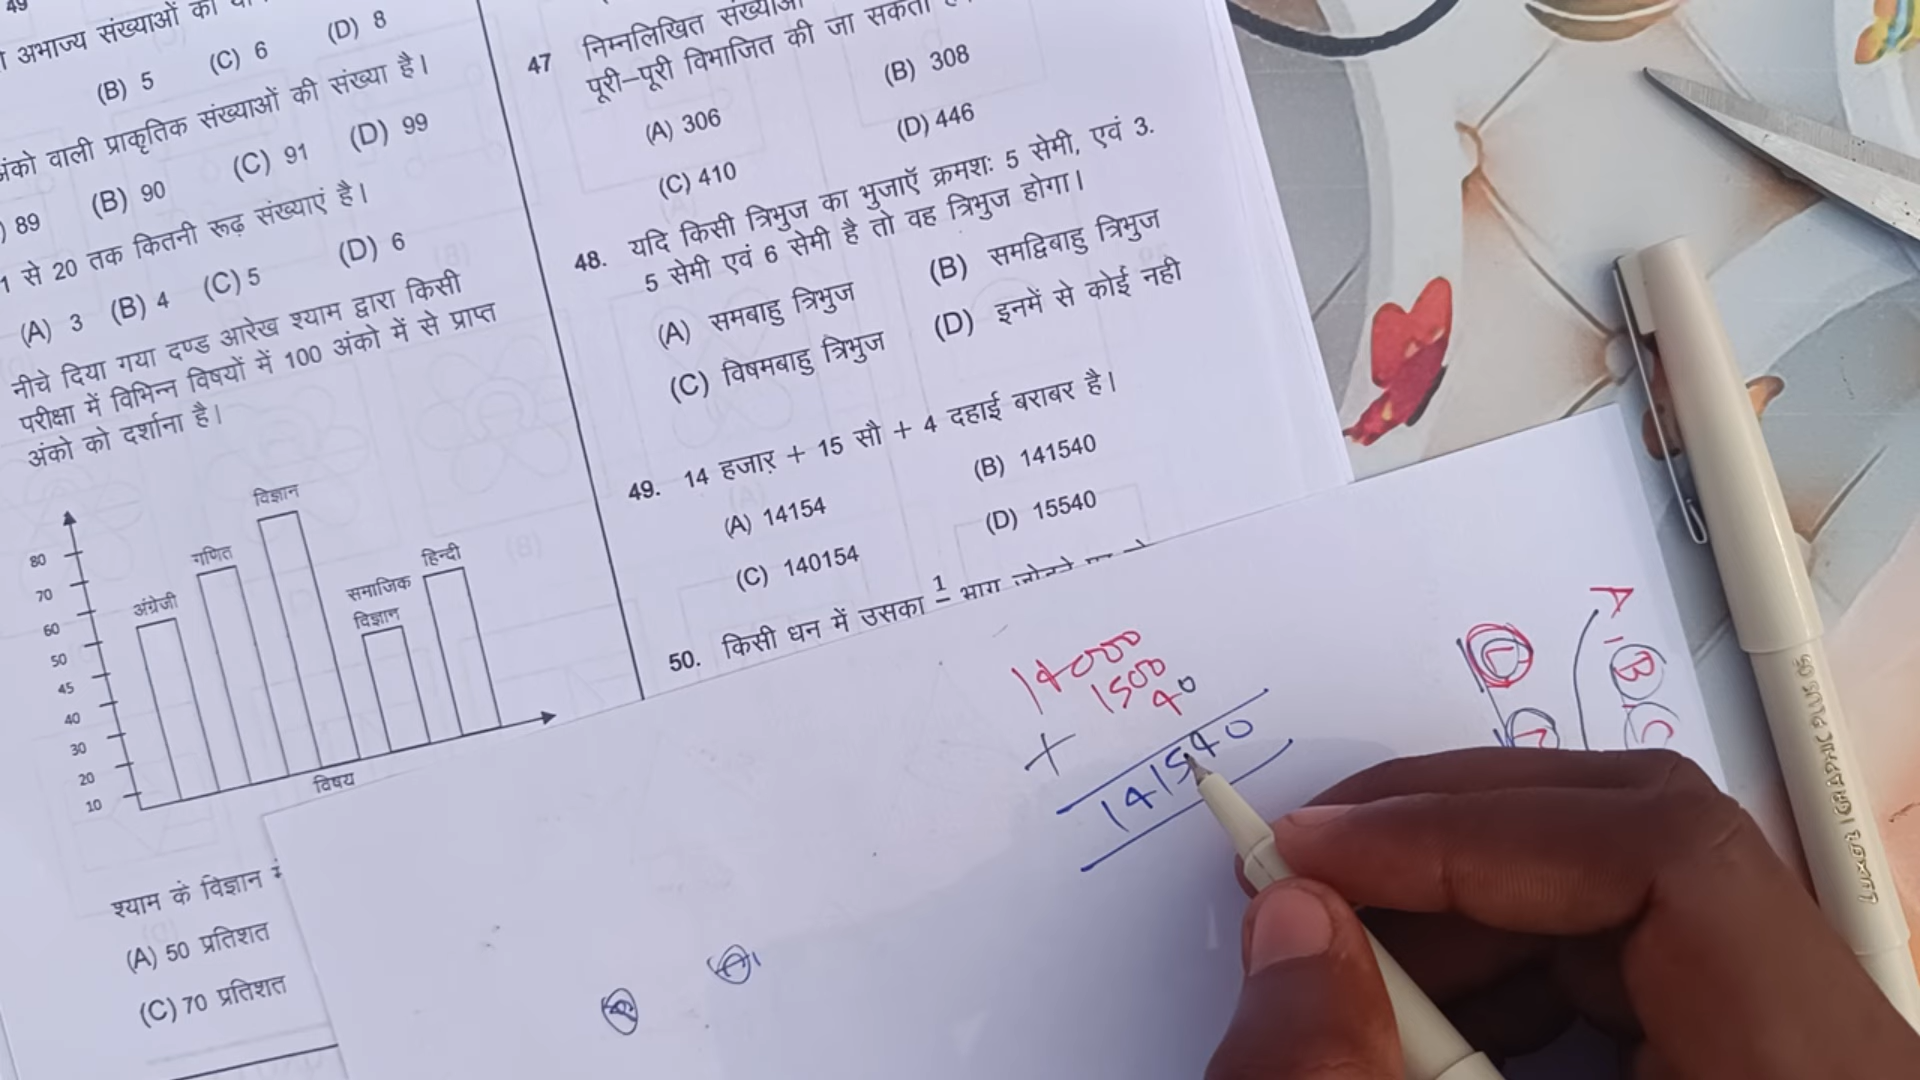 49
अभाज्य संख्याओं का
(B) 5 (C) 6 (D) 8
अंको वाली प्राकृतिक संख्याओं की संख्या है।
) 89 (B) 90 (C) 91 (D) 99
1 से 20 तक कितनी रूढ़ संख्याएं है।
(A) 3 (B) 4 (C) 5 (D) 6
नीचे दिया गया दण्ड आरेख श्याम द्वारा किसी
परीक्षा में विभिन्न विषयों में 100 अंको में से प्राप्त
अंको को दर्शाना है।
विज्ञान
गणित
हिन्दी
अंग्रेजी
समाजिक
विज्ञान
80
70
60
50
45
40
30
20
10
विषय
श्याम के विज्ञान
(A) 50 प्रतिशत
(C) 70 प्रतिशत
47 निम्नलिखित
पूरी–पूरी विभाजित की जा सकती
(A) 306 (B) 308
(C) 410 (D) 446
48. यदि किसी त्रिभुज का भुजाएँ क्रमशः 5 सेमी, एवं 3.
5 सेमी एवं 6 सेमी है तो वह त्रिभुज होगा।
(A) समबाहु त्रिभुज (B) समद्विबाहु त्रिभुज
(C) विषमबाहु त्रिभुज (D) इनमें से कोई नही
49. 14 हजार + 15 सौ + 4 दहाई बराबर है।
(A) 14154 (B) 141540
(C) 140154 (D) 15540
50. किसी धन में उसका 1 भाग
14000
1500
40
+
141540
A
B
C